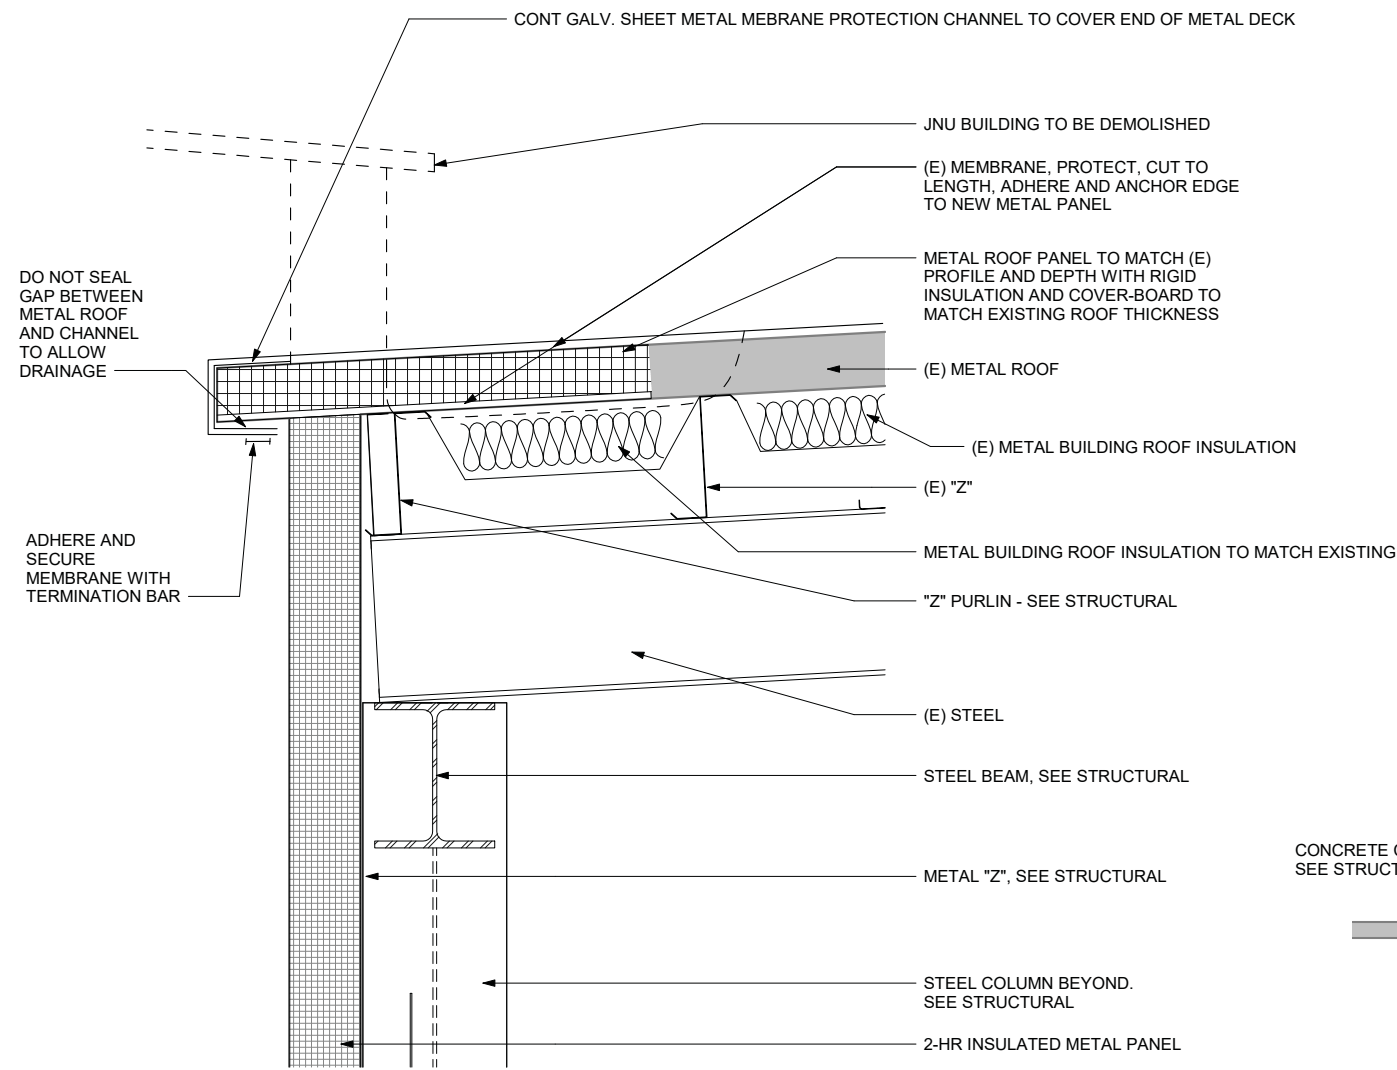 CONT GALV. SHEET METAL MEBRANE PROTECTION CHANNEL TO COVER END OF METAL DECK
JNU BUILDING TO BE DEMOLISHED
(E) MEMBRANE, PROTECT, CUT TO
LENGTH, ADHERE AND ANCHOR EDGE
TO NEW METAL PANEL
METAL ROOF PANEL TO MATCH (E)
PROFILE AND DEPTH WITH RIGID
INSULATION AND COVER-BOARD TO
MATCH EXISTING ROOF THICKNESS
DO NOT SEAL
GAP BETWEEN
METAL ROOF
AND CHANNEL
TO ALLOW
DRAINAGE
(E) METAL ROOF
(E) METAL BUILDING ROOF INSULATION
(E) "Z"
ADHERE AND
SECURE
MEMBRANE WITH
TERMINATION BAR
METAL BUILDING ROOF INSULATION TO MATCH EXISTING
"Z" PURLIN - SEE STRUCTURAL
(E) STEEL
STEEL BEAM, SEE STRUCTURAL
METAL "Z", SEE STRUCTURAL
STEEL COLUMN BEYOND.
SEE STRUCTURAL
2-HR INSULATED METAL PANEL
CONCRETE
SEE